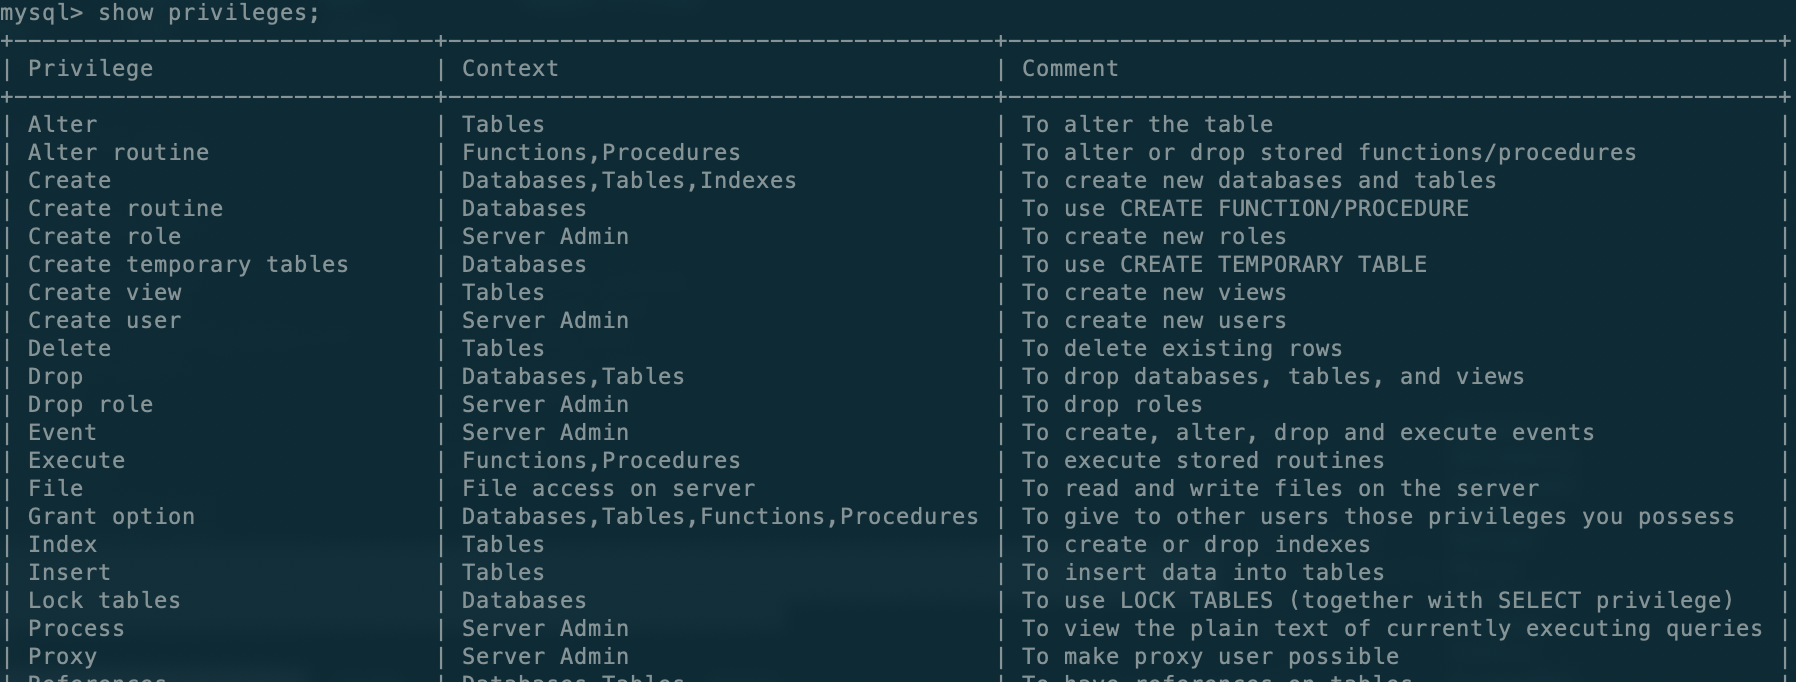 mysql> show privileges;
+------------------------------+----------------------------------------+--------------------------------------------------------+
| Privilege | Context | Comment |
+------------------------------+----------------------------------------+--------------------------------------------------------+
| Alter | Tables | To alter the table |
| Alter routine | Functions,Procedures | To alter or drop stored functions/procedures |
| Create | Databases,Tables,Indexes | To create new databases and tables |
| Create routine | Databases | To use CREATE FUNCTION/PROCEDURE |
| Create role | Server Admin | To create new roles |
| Create temporary tables | Databases | To use CREATE TEMPORARY TABLE |
| Create view | Tables | To create new views |
| Create user | Server Admin | To create new users |
| Delete | Tables | To delete existing rows |
| Drop | Databases,Tables | To drop databases, tables, and views |
| Drop role | Server Admin | To drop roles |
| Event | Server Admin | To create, alter, drop and execute events |
| Execute | Functions,Procedures | To execute stored routines |
| File | File access on server | To read and write files on the server |
| Grant option | Databases,Tables,Functions,Procedures | To give to other users those privileges you possess |
| Index | Tables | To create or drop indexes |
| Insert | Tables | To insert data into tables |
| Lock tables | Databases | To use LOCK TABLES (together with SELECT privilege) |
| Process | Server Admin | To view the plain text of currently executing queries |
| Proxy | Server Admin | To make proxy user possible |
| References | Databases,Tables | To have references on tables |